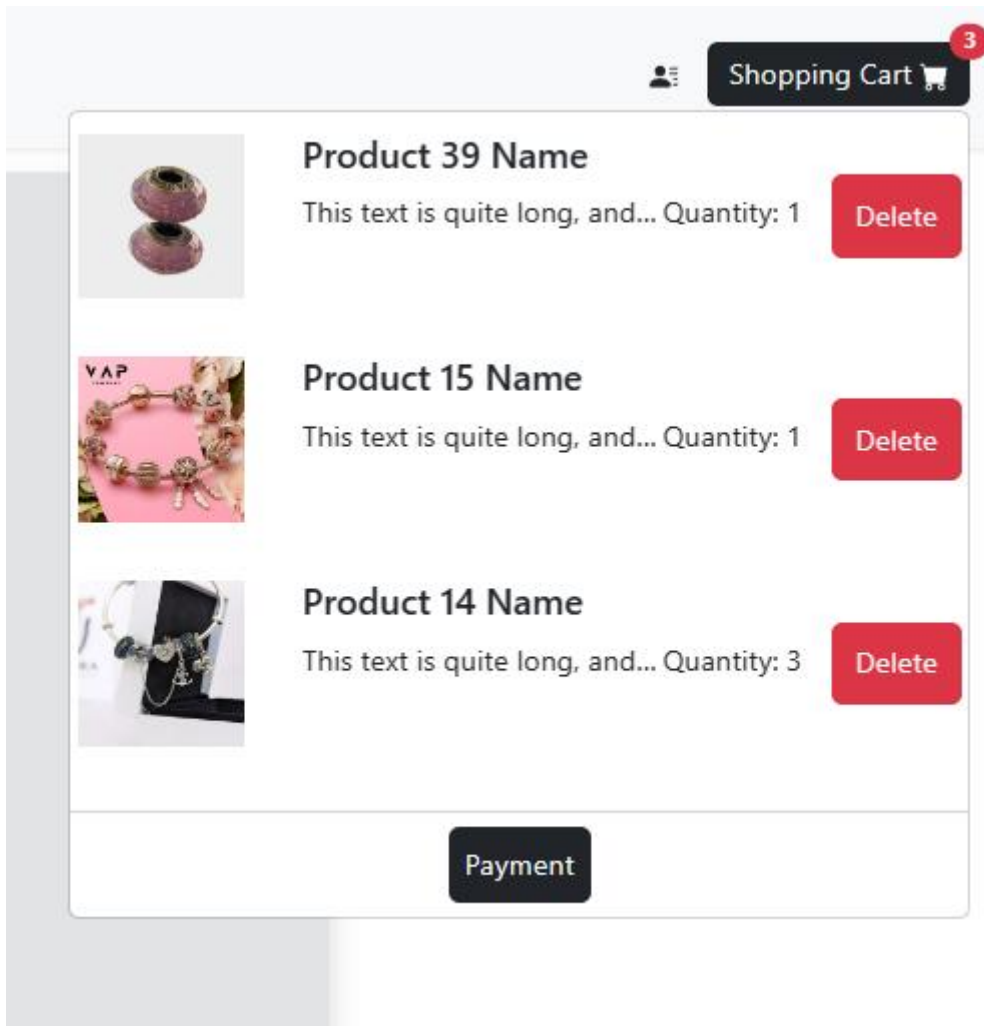 3
Shopping Cart
Product 39 Name
This text is quite long, and... Quantity: 1
Delete
VAP
Product 15 Name
This text is quite long, and... Quantity: 1
Delete
Product 14 Name
This text is quite long, and... Quantity: 3
Delete
Payment